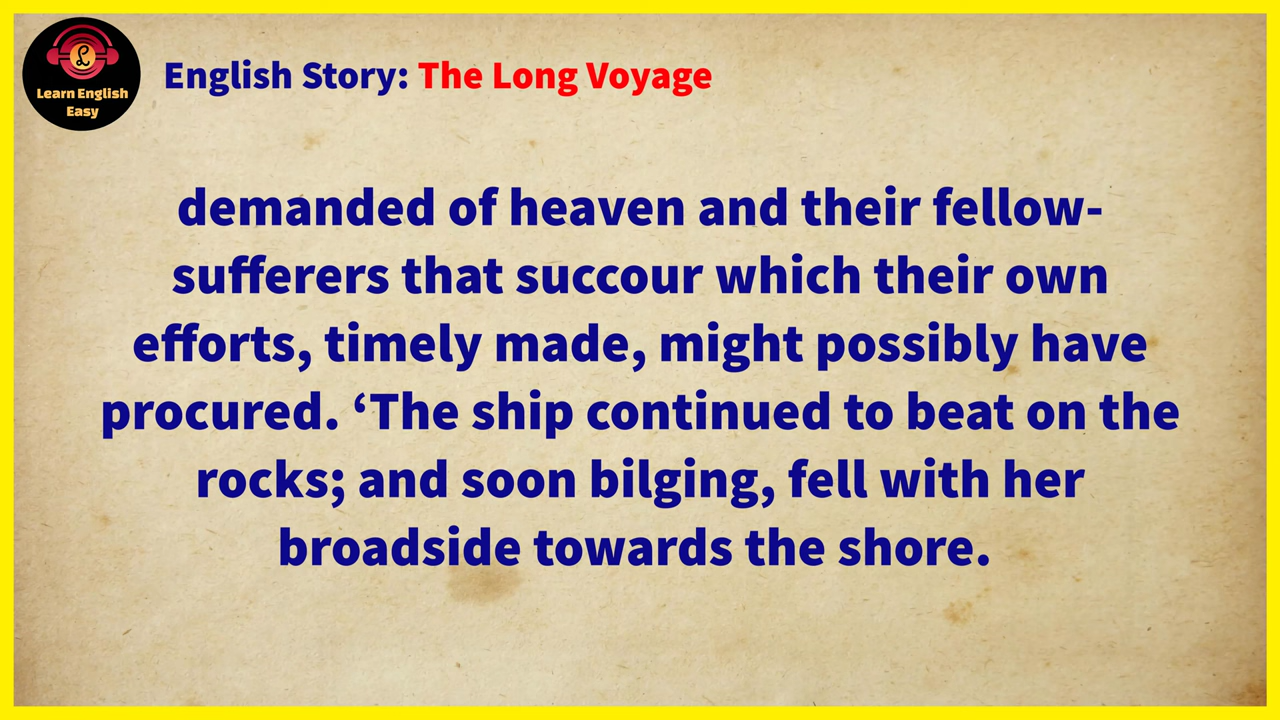 Learn English
Easy
English Story: The Long Voyage
demanded of heaven and their fellow-
sufferers that succour which their own
efforts, timely made, might possibly have
procured. ‘The ship continued to beat on the
rocks; and soon bilging, fell with her
broadside towards the shore.